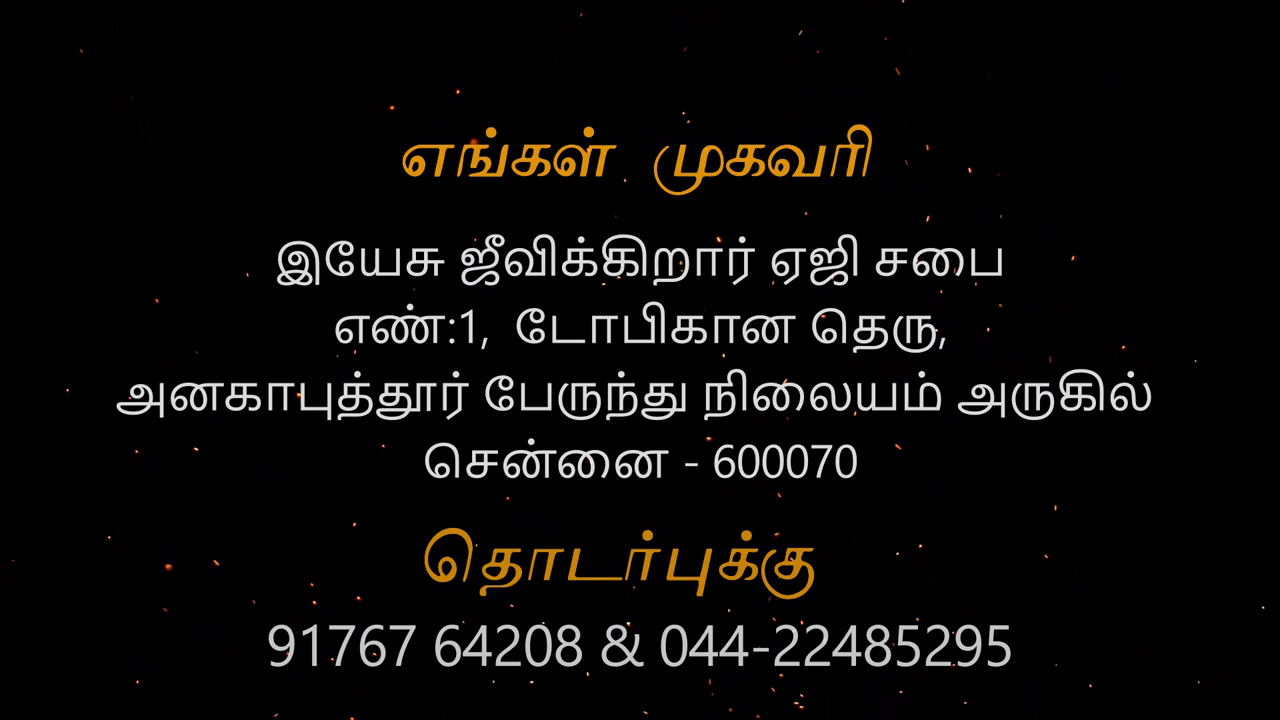 எங்கள் முகவரி
இயேசு ஜீவிக்கிறார் ஏஜி சபை
எண்:1, டோபிகான தெரு,
அனகாபுத்தூர் பேருந்து நிலையம் அருகில்
சென்னை - 600070
தொடர்புக்கு
91767 64208 & 044-22485295